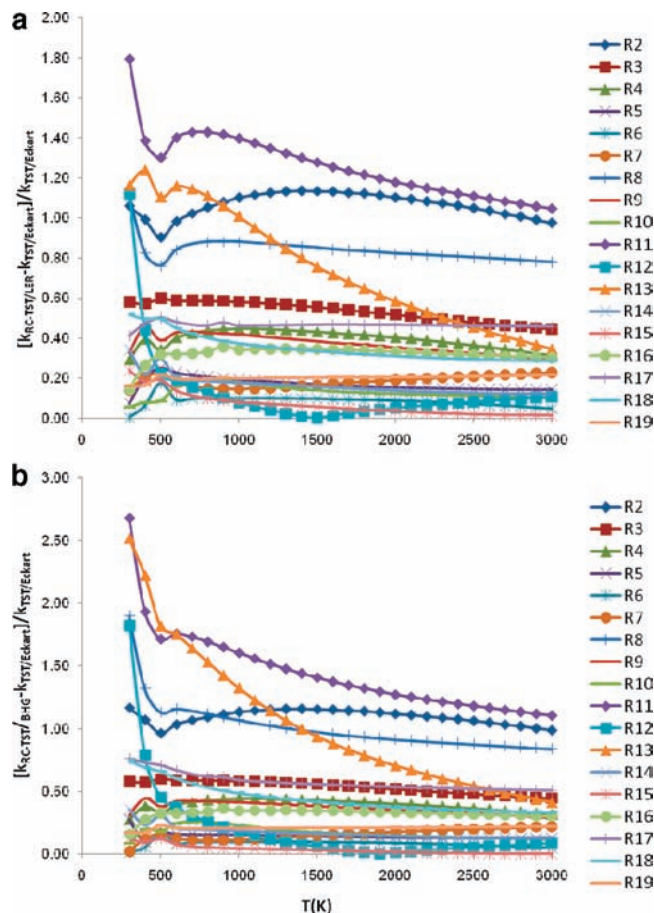 a
2.00
1.80
1.60
1.40
1.20
1.00
0.80
0.60
0.40
0.20
0.00
[kRC-TST/LER-kTST/Eckart]/kTST/Eckart
0 500 1000 1500 2000 2500 3000
R2
R3
R4
R5
R6
R7
R8
R9
R10
R11
R12
R13
R14
R15
R16
R17
R18
R19
b
3.00
2.50
2.00
1.50
1.00
0.50
0.00
[kRC-TST/BHG-kTST/Eckart]/kTST/Eckart
0 500 1000 1500 2000 2500 3000
T(K)
R2
R3
R4
R5
R6
R7
R8
R9
R10
R11
R12
R13
R14
R15
R16
R17
R18
R19